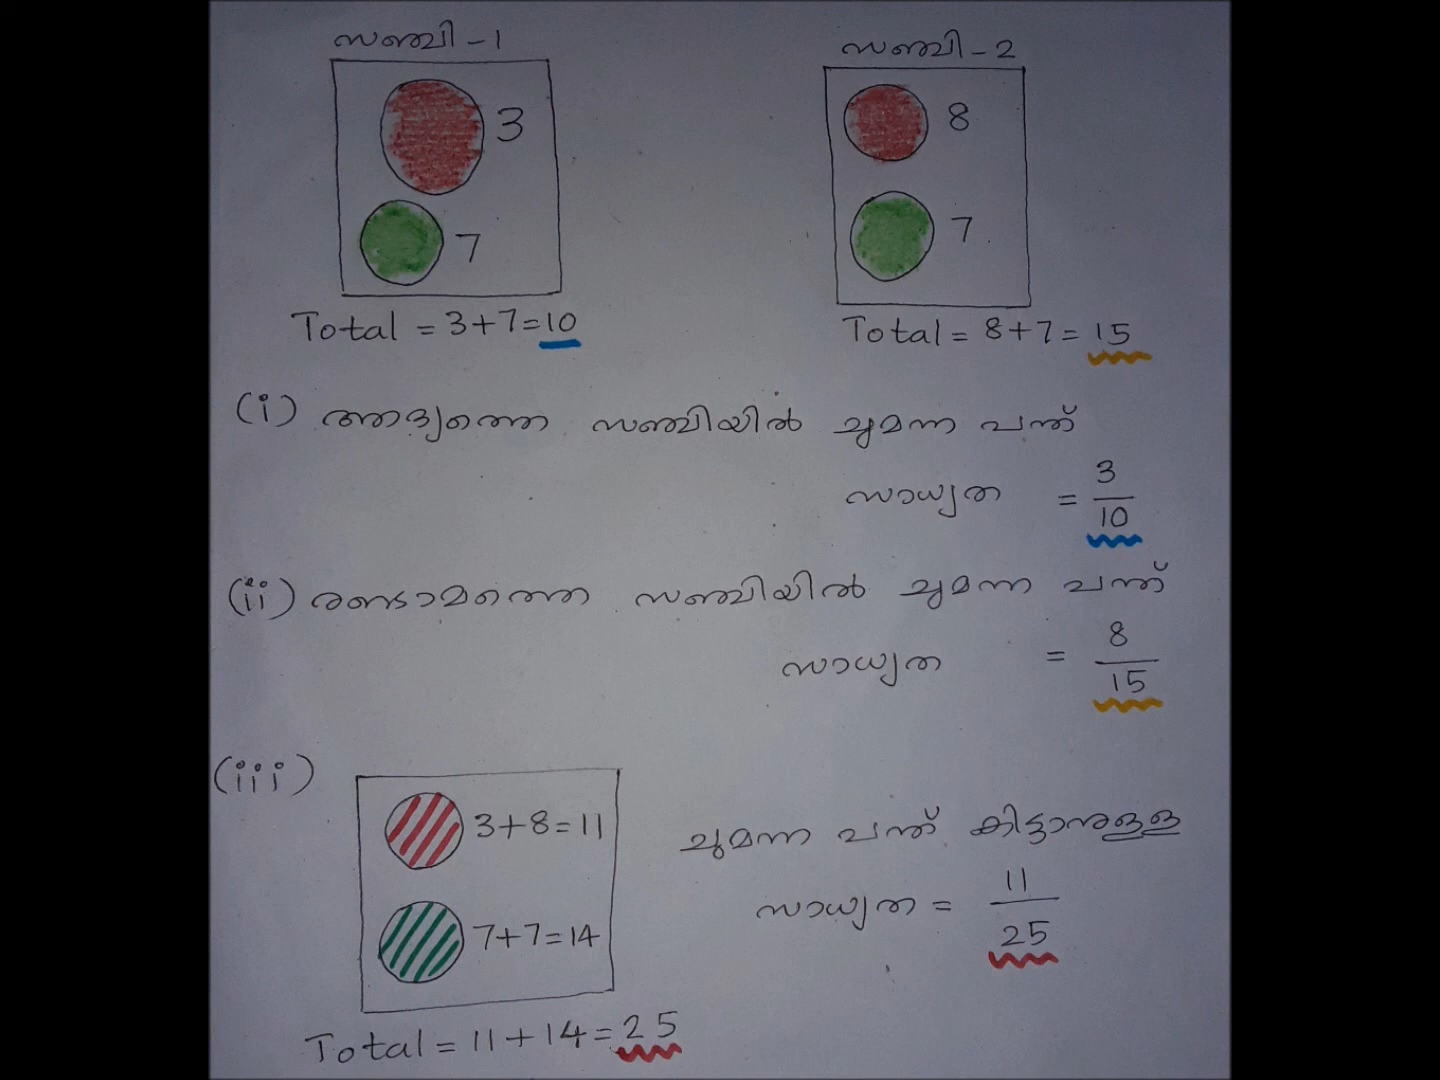 സഞ്ചി - 1
സഞ്ചി - 2
3
8
7
7
Total = 3+7=10
Total = 8+7= 15
(i) ആദ്യത്തെ സഞ്ചിയിൽ ചുമന്ന പന്ത്
സാധ്യത = 3/10
(ii) രണ്ടാമത്തെ സഞ്ചിയിൽ ചുമന്ന പന്ത്
സാധ്യത = 8/15
(iii)
3+8=11
7+7=14
ചുമന്ന പന്ത് കിട്ടാനുള്ള
സാധ്യത = 11/25
Total = 11+14=25